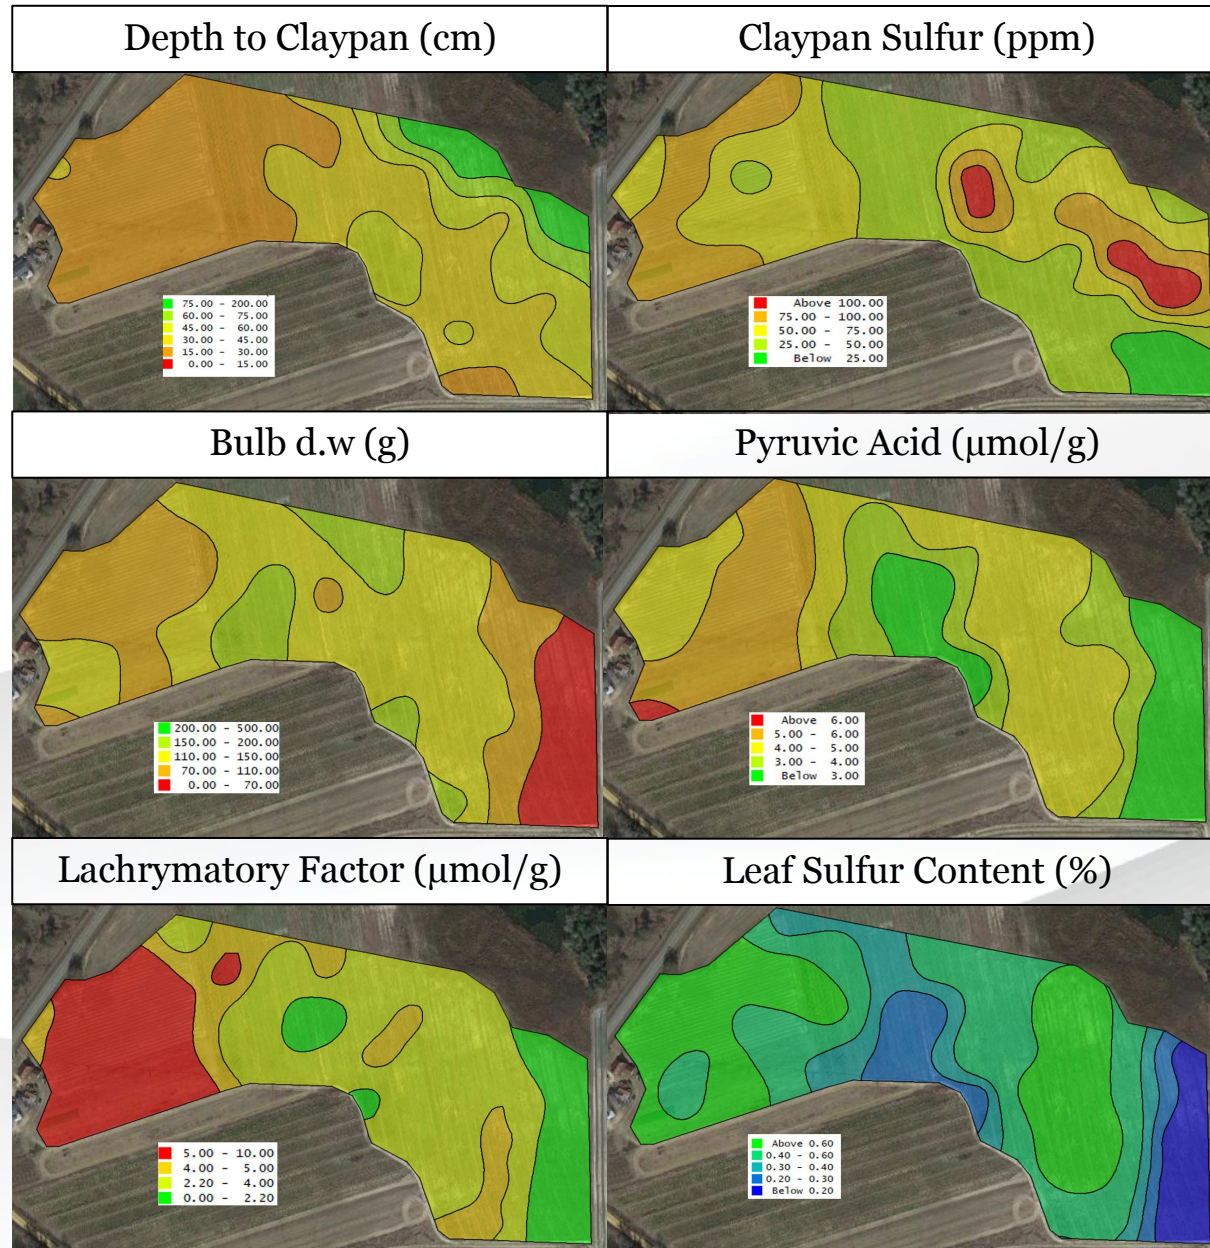 Depth to Claypan (cm)
Claypan Sulfur (ppm)
75.00 - 200.00
60.00 - 75.00
45.00 - 60.00
30.00 - 45.00
15.00 - 30.00
0.00 - 15.00
Above 100.00
75.00 - 100.00
50.00 - 75.00
25.00 - 50.00
Below 25.00
Bulb d.w (g)
Pyruvic Acid (µmol/g)
200.00 - 500.00
150.00 - 200.00
110.00 - 150.00
70.00 - 110.00
0.00 - 70.00
Above 6.00
5.00 - 6.00
4.00 - 5.00
3.00 - 4.00
Below 3.00
Lachrymatory Factor (µmol/g)
Leaf Sulfur Content (%)
5.00 - 10.00
4.00 - 5.00
2.20 - 4.00
0.00 - 2.20
Above 0.60
0.40 - 0.60
0.30 - 0.40
0.20 - 0.30
Below 0.20